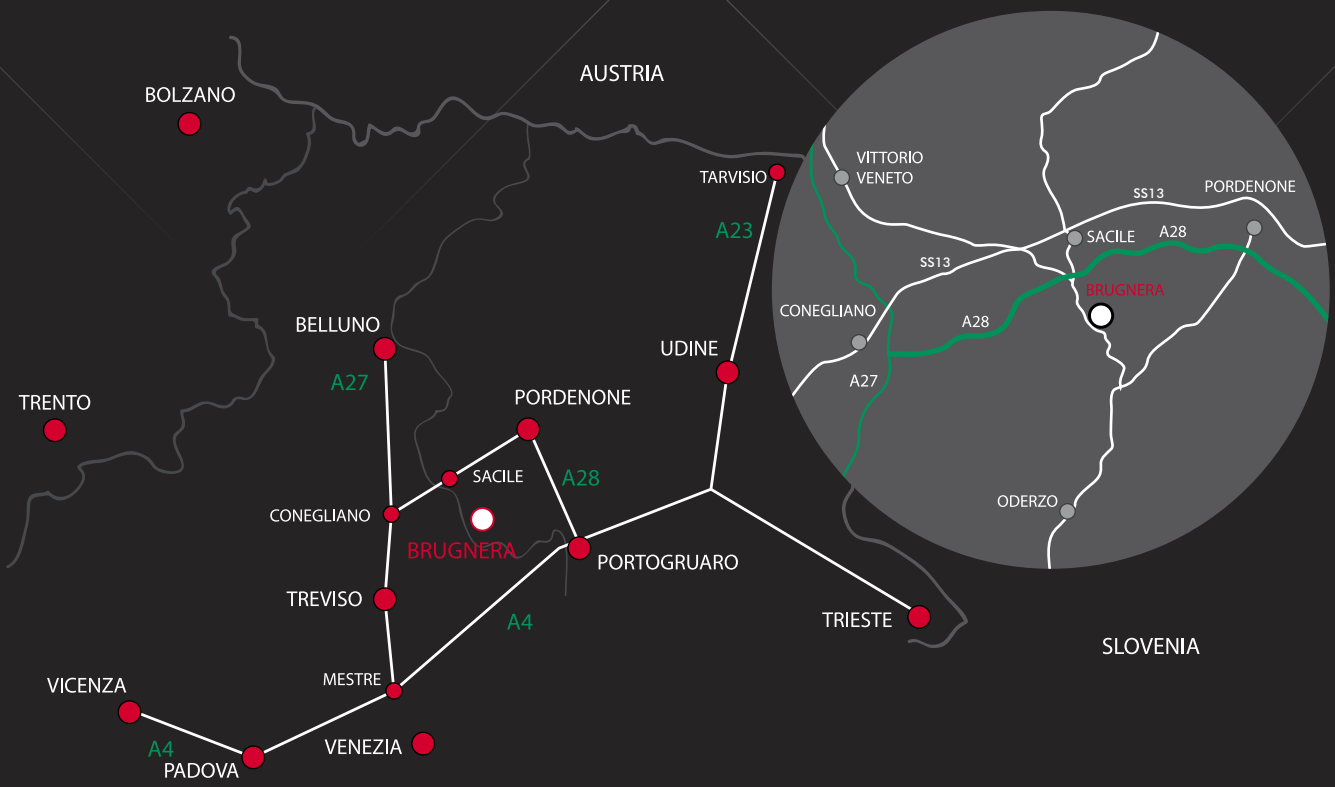 AUSTRIA
BOLZANO
TARVISIO
A23
BELLUNO
A27
UDINE
TRENTO
PORDENONE
SACILE
A28
CONEGLIANO
BRUGNERA
PORTOGRUARO
TREVISO
A4
TRIESTE
SLOVENIA
MESTRE
VICENZA
A4
PADOVA
VENEZIA
VITTORIO
VENETO
SS13
PORDENONE
SACILE
A28
SS13
BRUGNERA
CONEGLIANO
A28
A27
ODERZO